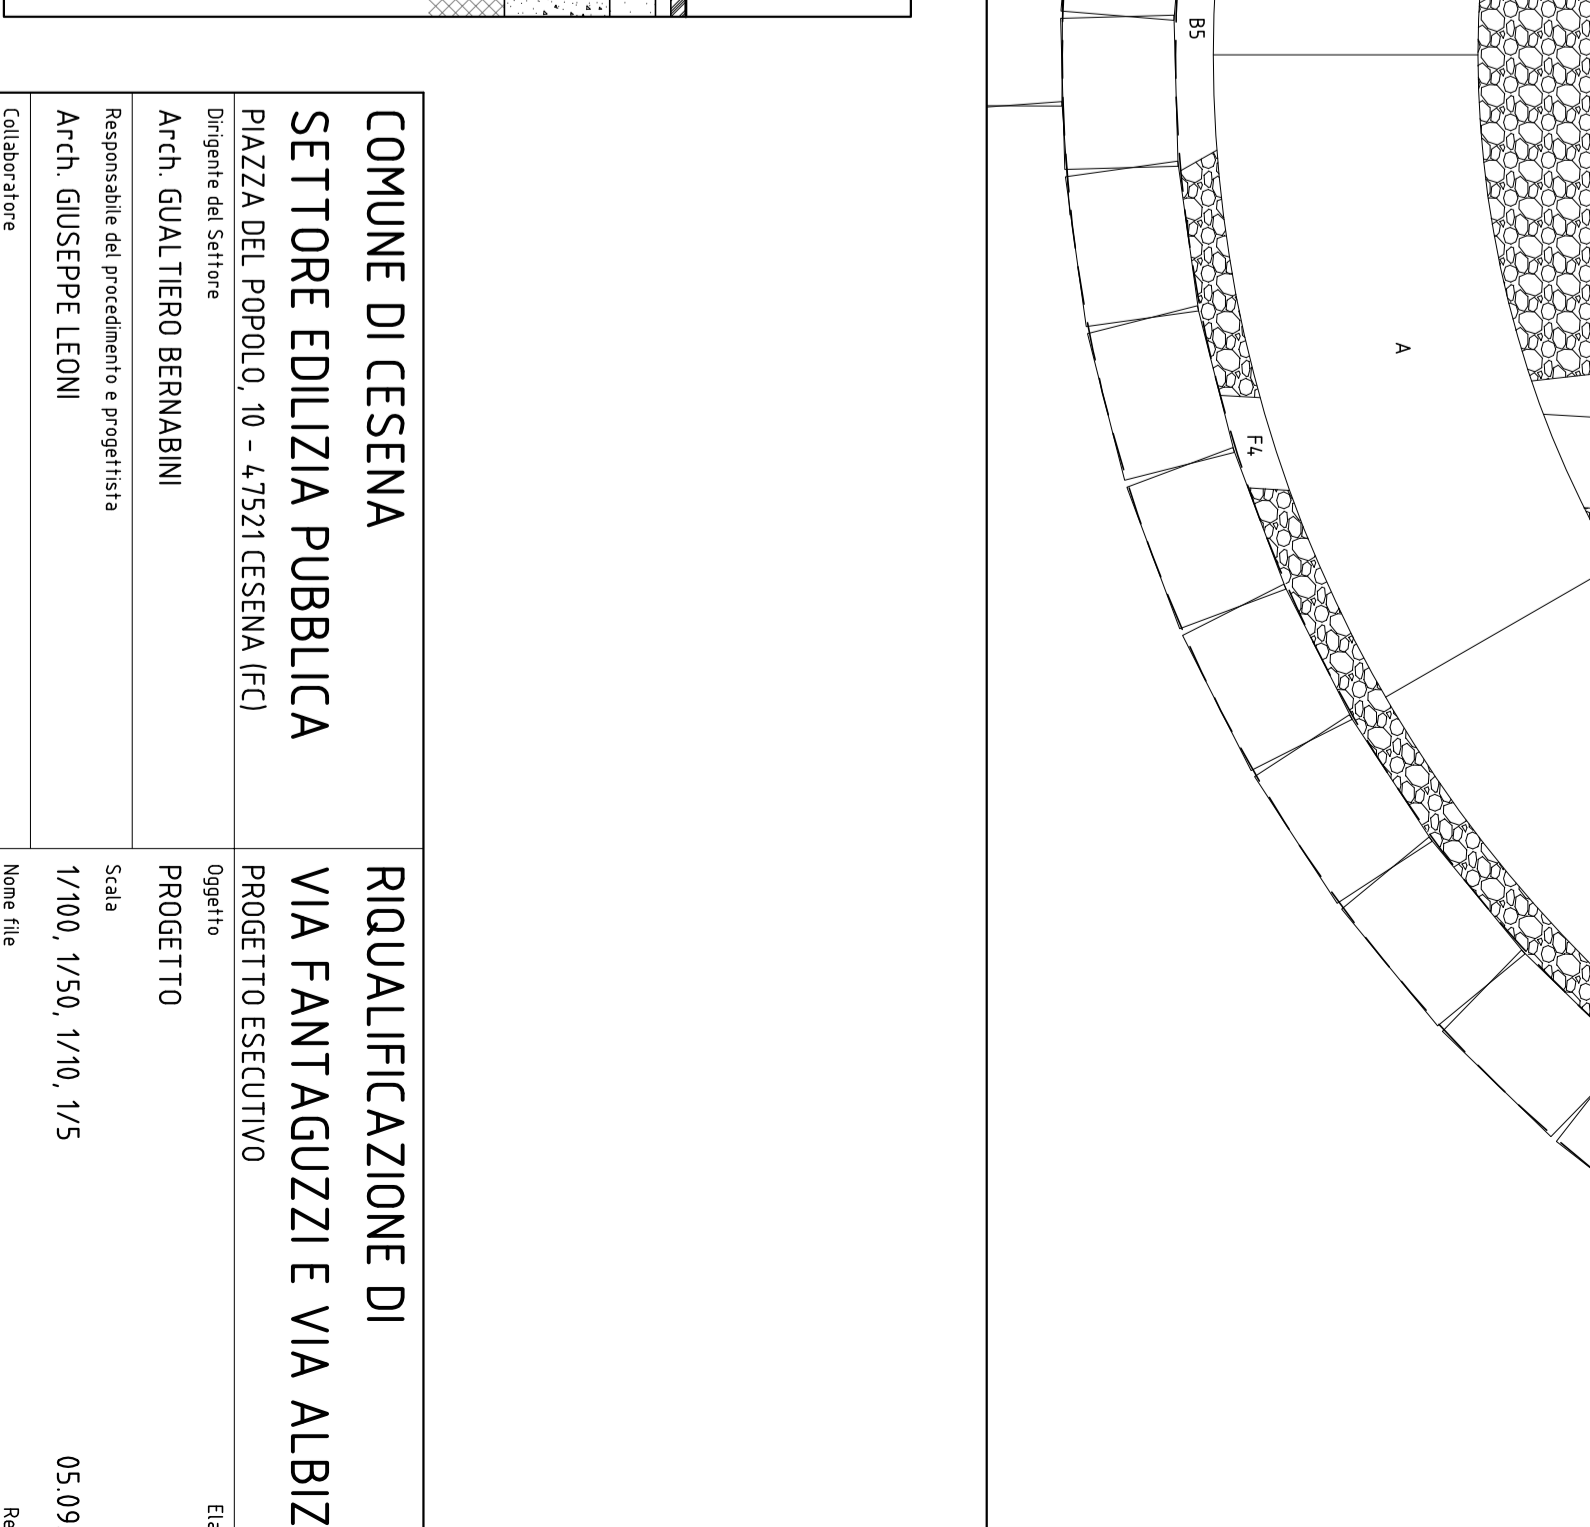 COMUNE DI CESENA
SETTORE EDILIZIA PUBBLICA
PIAZZA DEL POPOLO, 10 - 47521 CESENA (FC)
Dirigente del Settore
Arch. GUALTIERO BERNABINI
Responsabile del procedimento e progettista
Arch. GIUSEPPE LEONI
Collaboratore
RIQUALIFICAZIONE DI
VIA FANTAGUZZI E VIA ALBIZ
PROGETTO ESECUTIVO
Oggetto
PROGETTO
Scala
1/100, 1/50, 1/10, 1/5
05.09
Nome file
B5
A
F4